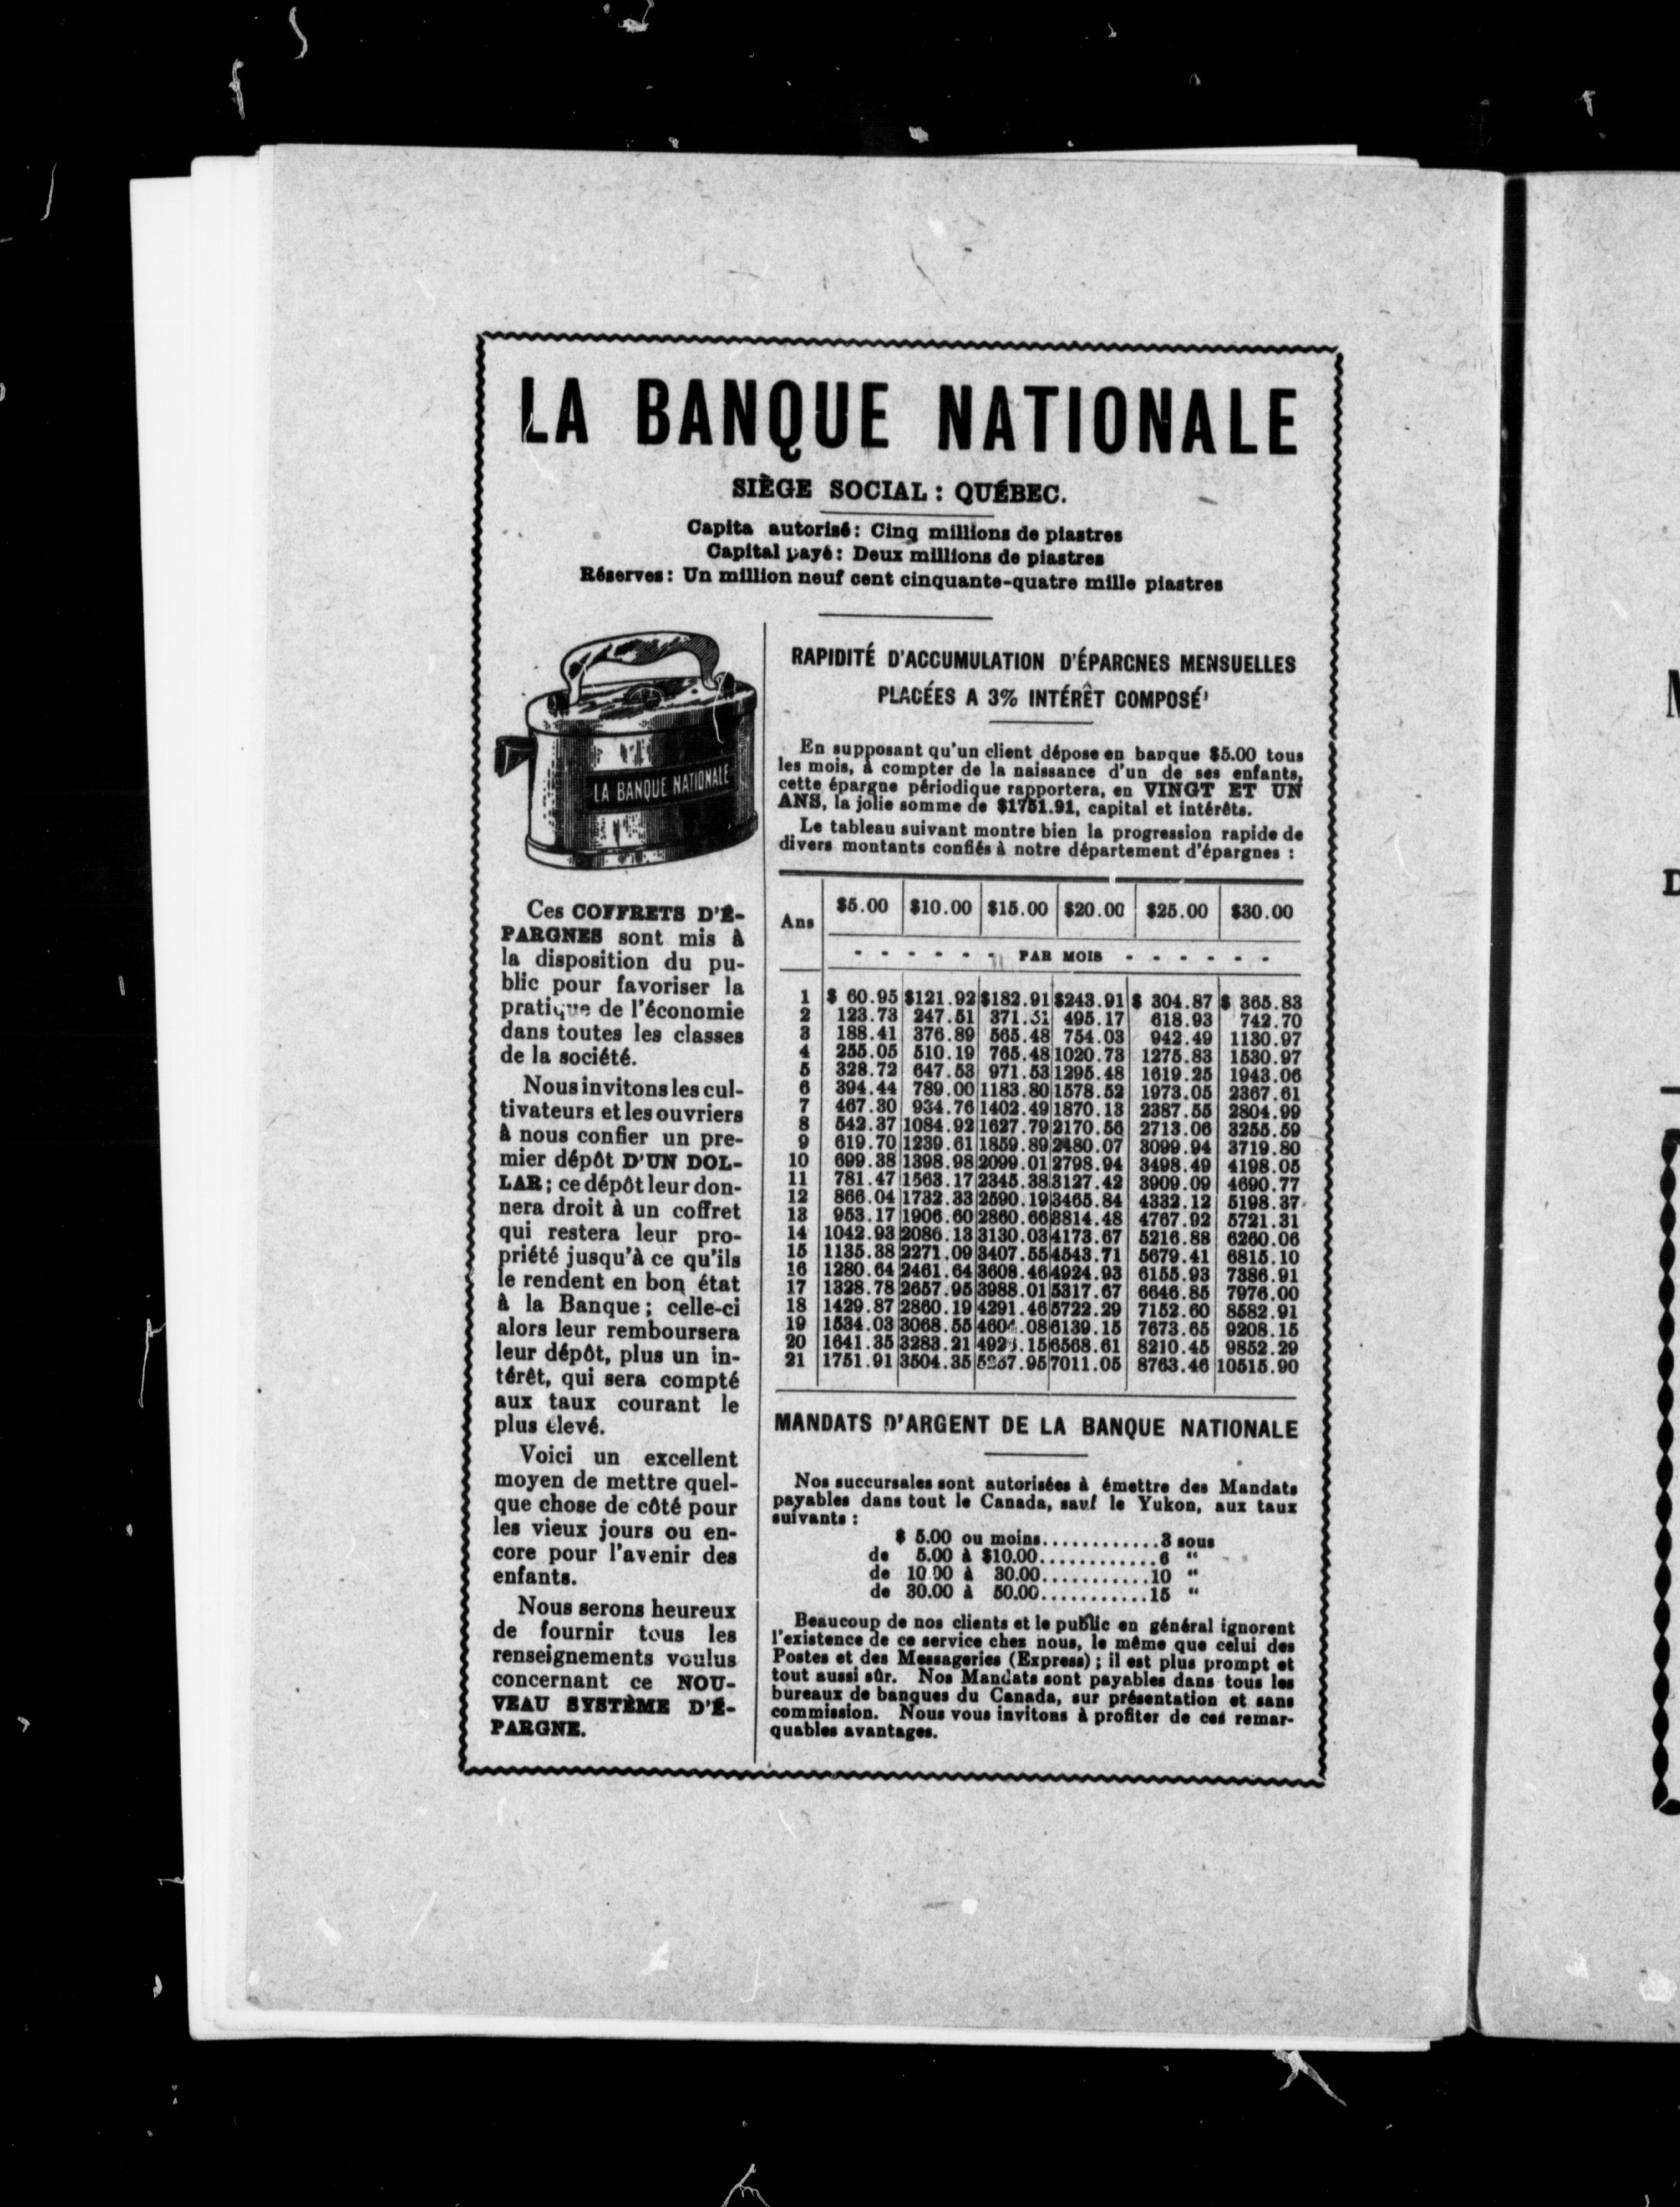 LA BANQUE NATIONALE
SIÈGE SOCIAL : QUÉBEC.
Capita autorisé : Cinq millions de piastres
Capital payé : Deux millions de piastres
Réserves : Un million neuf cent cinquante-quatre mille piastres
LA BANQUE NATIONALE
Ces COFFRETS D'É-
PARGNES sont mis à
la disposition du pu-
blic pour favoriser la
pratique de l'économie
dans toutes les classes
de la société.
Nous invitons les cul-
tivateurs et les ouvriers
à nous confier un pre-
mier dépôt D'UN DOL-
LAR ; ce dépôt leur don-
nera droit à un coffret
qui restera leur pro-
priété jusqu'à ce qu'ils
le rendent en bon état
à la Banque ; celle-ci
alors leur remboursera
leur dépôt, plus un in-
térêt, qui sera compté
aux taux courant le
plus élevé.
Voici un excellent
moyen de mettre quel-
que chose de côté pour
les vieux jours ou en-
core pour l'avenir des
enfants.
Nous serons heureux
de fournir tous les
renseignements voulus
concernant ce NOU-
VEAU SYSTÈME D'É-
PARGNE.
RAPIDITÉ D'ACCUMULATION D'ÉPARGNES MENSUELLES
PLACÉES A 3% INTÉRÊT COMPOSÉ
En supposant qu'un client dépose en banque $5.00 tous
les mois, à compter de la naissance d'un de ses enfants,
cette épargne périodique rapportera, en VINGT ET UN
ANS, la jolie somme de $1751.91, capital et intérêts.
Le tableau suivant montre bien la progression rapide de
divers montants confiés à notre département d'épargnes :
Ans $5.00 $10.00 $15.00 $20.00 $25.00 $30.00
- - - - - - PAR MOIS - - - - - -
1 $ 60.95 $121.92 $182.91 $243.91 $ 304.87 $ 365.83
2 123.73 247.51 371.31 495.17 618.93 742.70
3 188.41 376.89 565.48 754.03 942.49 1130.97
4 255.05 510.19 765.48 1020.73 1275.83 1530.97
5 328.72 647.53 971.53 1295.48 1619.25 1943.06
6 394.44 789.00 1183.80 1578.52 1973.05 2367.61
7 467.30 934.76 1402.49 1870.13 2387.55 2804.99
8 542.37 1084.92 1627.79 2170.56 2713.06 3255.59
9 619.70 1239.61 1859.89 2480.07 3099.94 3719.80
10 699.38 1398.98 2099.01 2798.94 3498.49 4198.05
11 781.47 1563.17 2345.38 3127.42 3909.09 4690.77
12 866.04 1732.33 2590.19 3465.84 4332.12 5198.37
13 953.17 1906.60 2860.66 3814.48 4767.92 5721.31
14 1042.93 2086.13 3130.03 4173.67 5216.88 6260.06
15 1135.38 2271.09 3407.55 4543.71 5679.41 6815.10
16 1280.64 2461.64 3608.46 4924.93 6155.93 7386.91
17 1328.78 2657.95 3988.01 5317.67 6646.85 7976.00
18 1429.87 2860.19 4291.46 5722.29 7152.60 8582.91
19 1534.03 3068.55 6139.15 7673.65 9208.15
20 1641.35 3283.21 6568.61 8210.45 9852.29
21 1751.91 3504.35 5257.95 7011.05 8763.46 10515.90
MANDATS D'ARGENT DE LA BANQUE NATIONALE
Nos succursales sont autorisées à émettre des Mandats
payables dans tout le Canada, sauf le Yukon, aux taux
suivants :
$ 5.00 ou moins............3 sous
de 5.00 à $10.00............6 “
de 10.00 à 30.00...........10 “
de 30.00 à 50.00...........15 “
Beaucoup de nos clients et le public en général ignorent
l'existence de ce service chez nous, le même que celui des
Postes et des Messageries (Express) ; il est plus prompt et
tout aussi sûr. Nos Mandats sont payables dans tous les
bureaux de banques du Canada, sur présentation et sans
commission. Nous vous invitons à profiter de ces remar-
quables avantages.